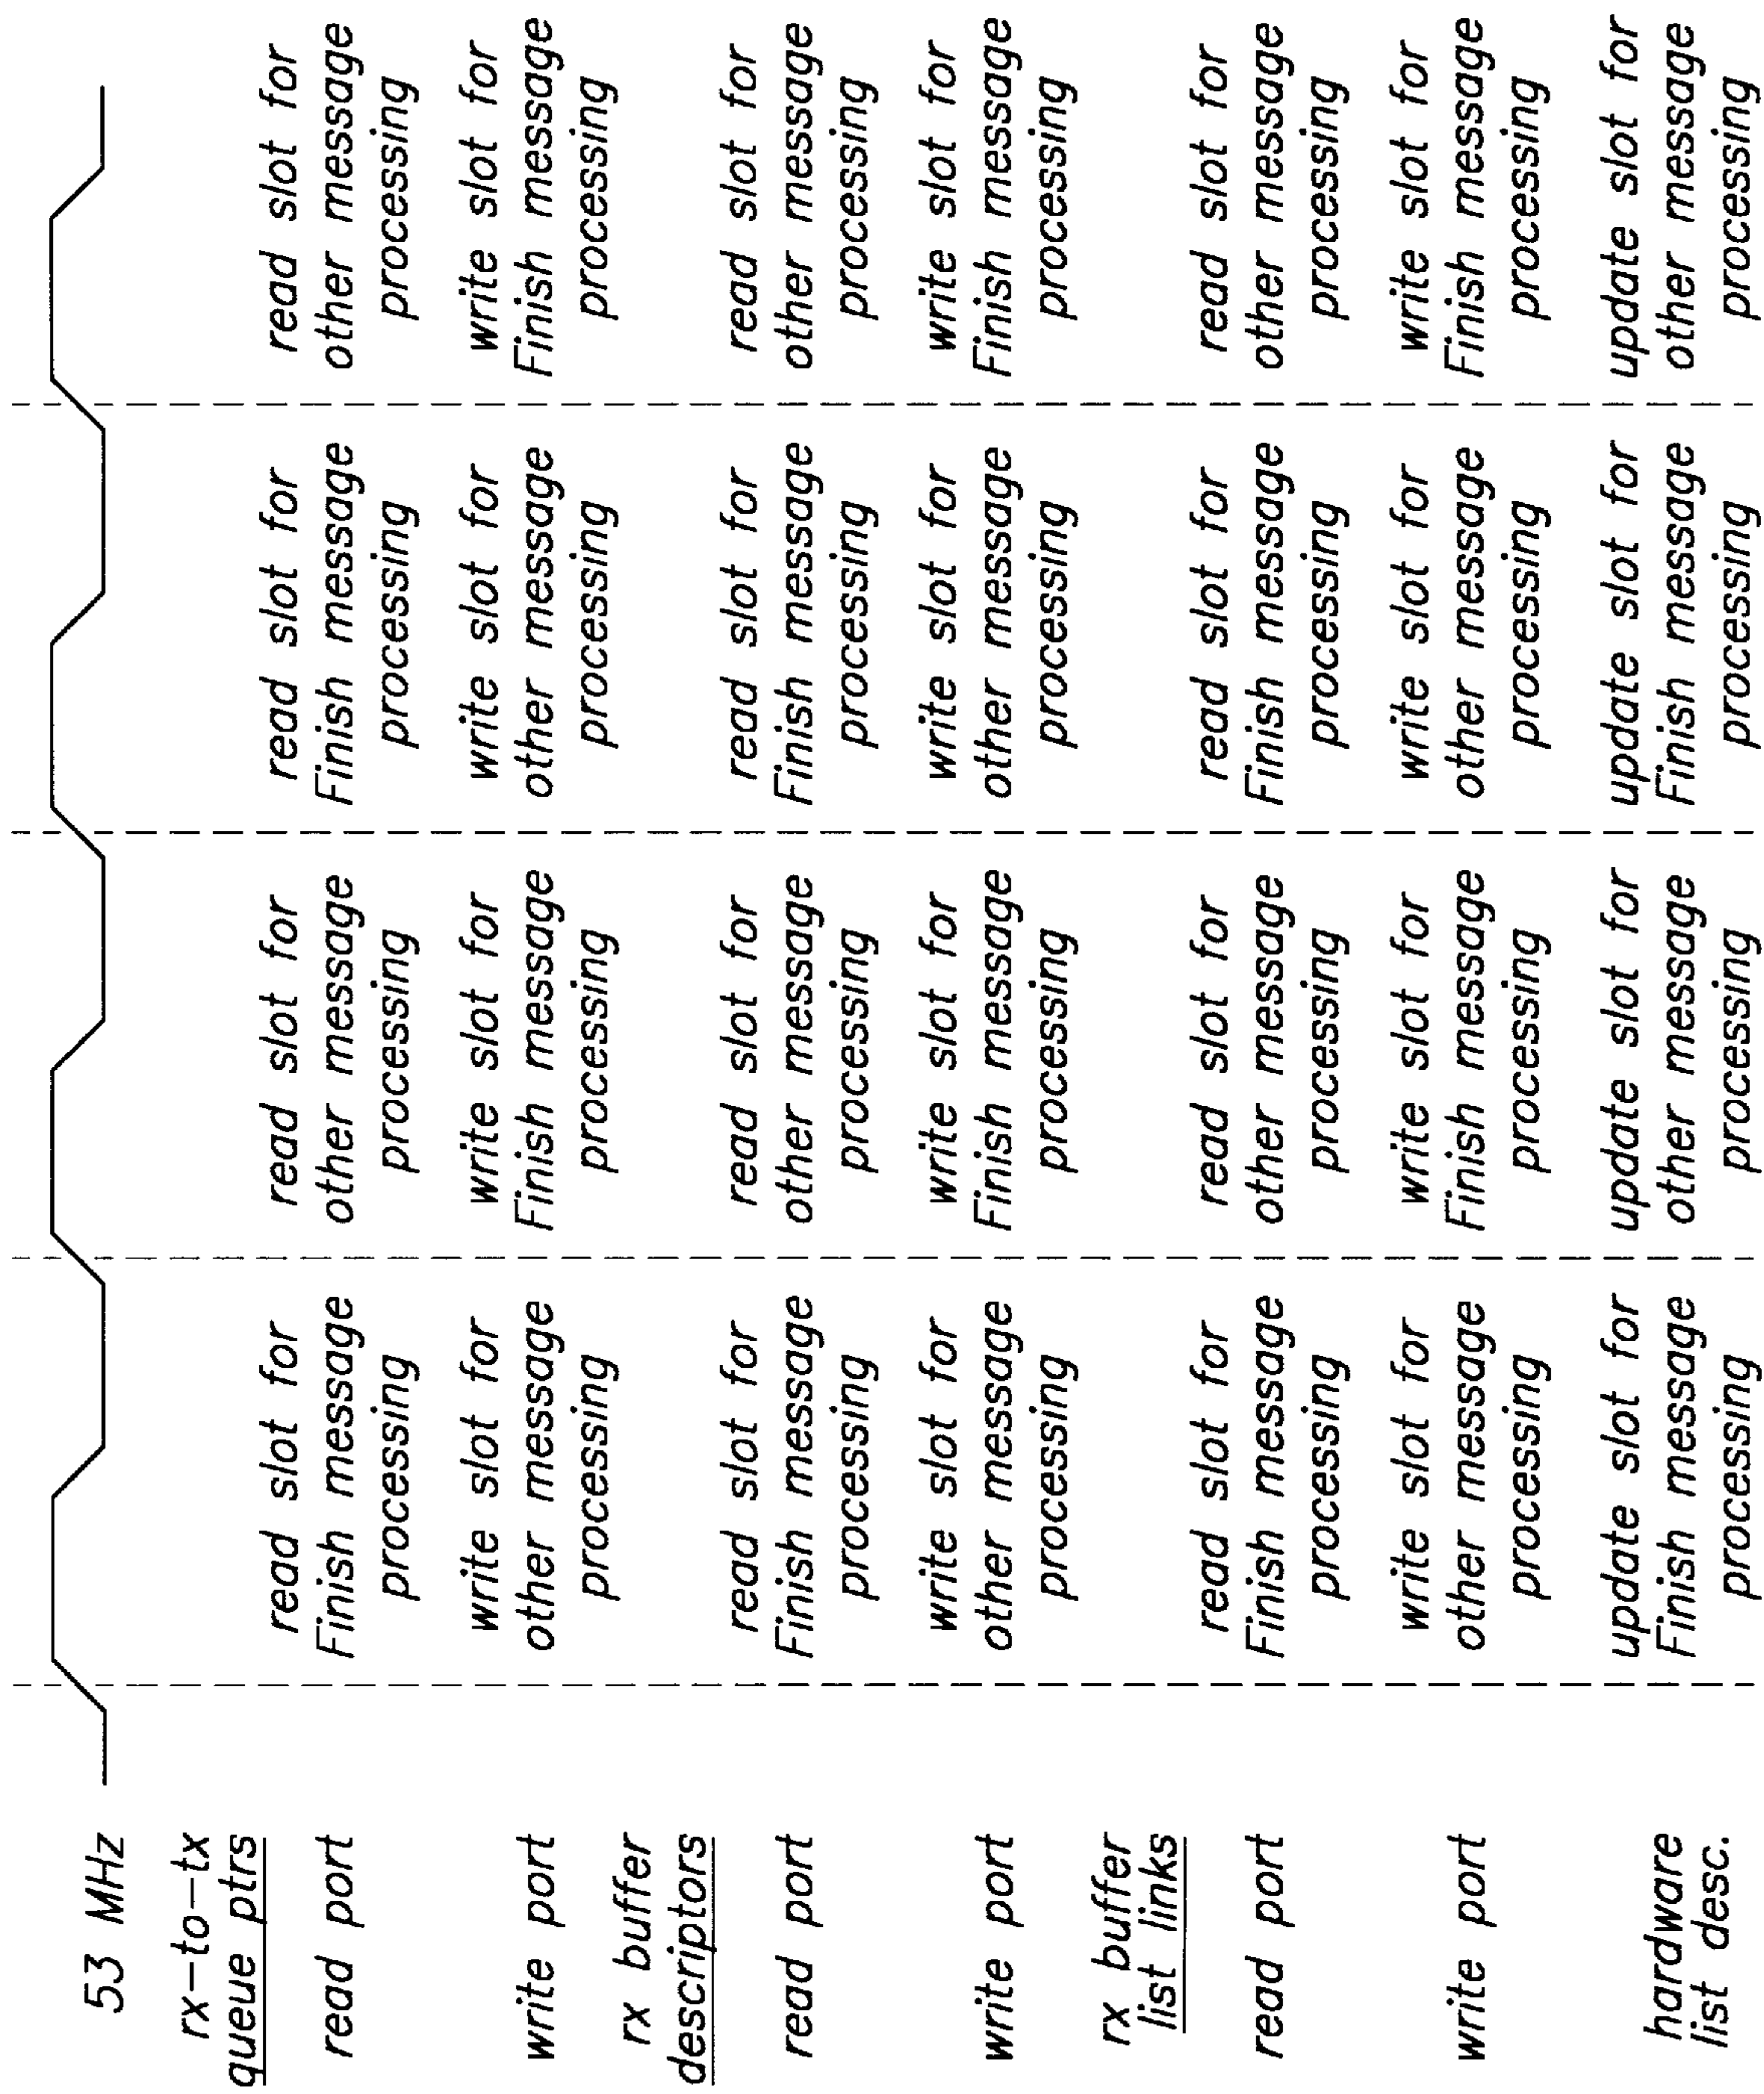 53 MHz
rx-to-tx
queue ptrs
read port
read slot for
Finish message
processing
read slot for
other message
processing
read slot for
Finish message
processing
read slot for
other message
processing
write port
write slot for
other message
processing
write slot for
Finish message
processing
write slot for
other message
processing
write slot for
Finish message
processing
rx buffer
descriptors
read port
read slot for
Finish message
processing
read slot for
other message
processing
read slot for
Finish message
processing
read slot for
other message
processing
write port
write slot for
other message
processing
write slot for
Finish message
processing
write slot for
other message
processing
write slot for
Finish message
processing
rx buffer
list links
read port
read slot for
Finish message
processing
read slot for
other message
processing
read slot for
Finish message
processing
read slot for
other message
processing
write port
write slot for
other message
processing
write slot for
Finish message
processing
write slot for
other message
processing
write slot for
Finish message
processing
hardware
list desc.
update slot for
Finish message
processing
update slot for
other message
processing
update slot for
Finish message
processing
update slot for
other message
processing